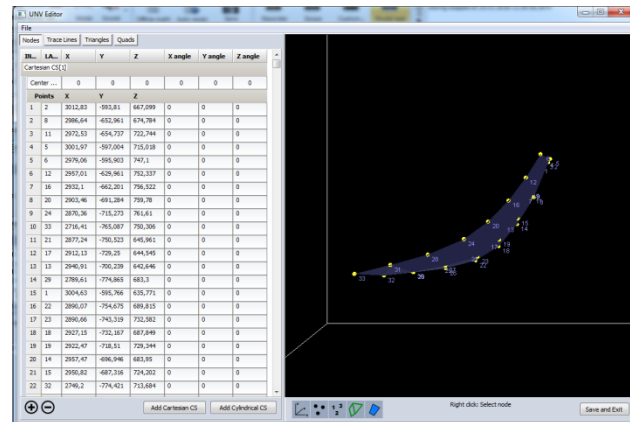 UNV Editor
File
Nodes Trace Lines Triangles Quads
X Y Z X angle Y angle Z angle
Cartesian CS[1]
Center ... 0 0 0 0 0 0
Points X Y Z
1 2 3012,83 -593,81 667,099 0 0 0
2 8 2986,64 -652,961 674,784 0 0 0
3 11 2972,53 -654,737 722,744 0 0 0
4 5 3001,97 -597,004 715,018 0 0 0
5 6 2979,06 -595,903 747,1 0 0 0
6 12 2957,01 -629,961 752,337 0 0 0
7 16 2932,1 -662,201 756,522 0 0 0
8 20 2903,46 -691,284 759,78 0 0 0
9 24 2870,36 -715,273 761,61 0 0 0
10 33 2716,41 -765,087 750,306 0 0 0
11 21 2877,24 -750,523 645,961 0 0 0
12 17 2912,13 -729,25 644,545 0 0 0
13 13 2940,91 -700,239 642,646 0 0 0
14 29 2789,61 -774,865 683,3 0 0 0
15 1 3004,63 -595,766 635,771 0 0 0
16 22 2890,07 -754,675 689,815 0 0 0
17 23 2890,66 -743,319 732,582 0 0 0
18 18 2927,15 -732,167 687,849 0 0 0
19 19 2922,47 -718,51 729,344 0 0 0
20 14 2957,47 -696,946 683,95 0 0 0
21 15 2950,82 -687,316 724,202 0 0 0
22 32 2749,2 -774,421 713,684 0 0 0
12
16
20
15
14
24
19
18
22
33
32
Add Cartesian CS Add Cylindrical CS
Right click: Select node
Save and Exit